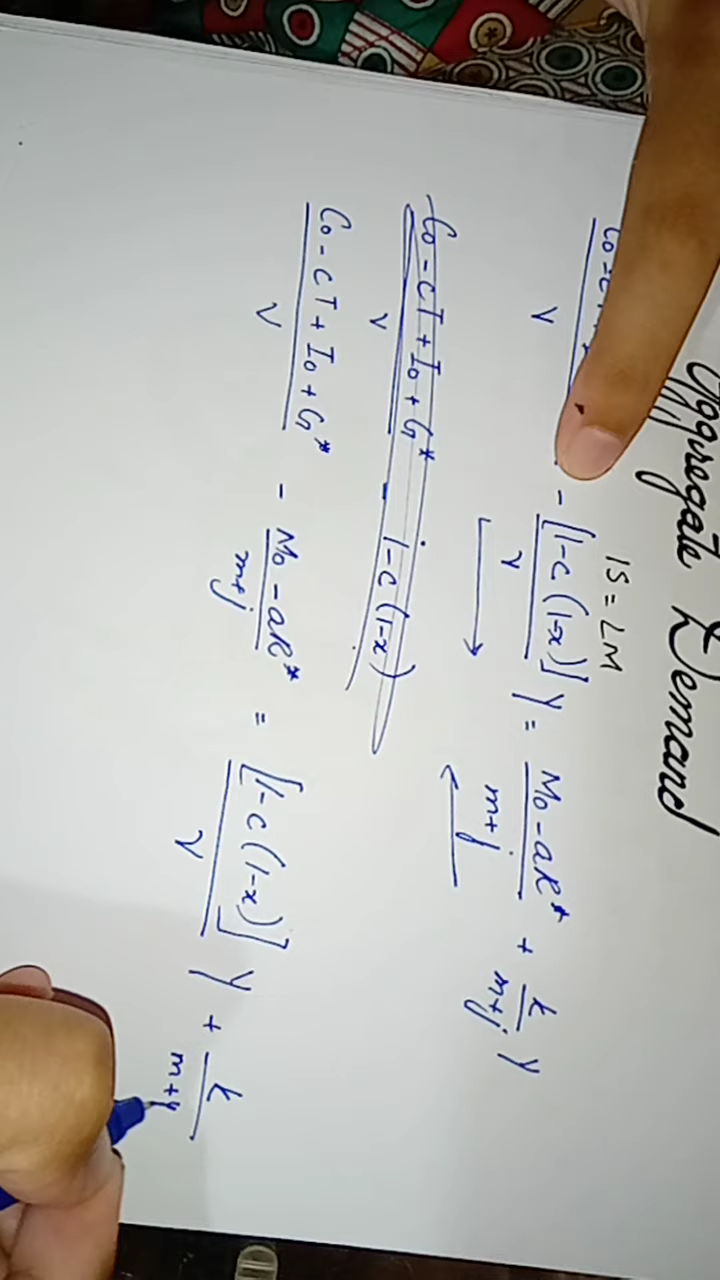 Aggregate Demand
IS = LM
C₀ - c / v - [1-c(1-x)] / v Y = M₀ - aR* / m+j + k / m+j Y
C₀ - cT + I₀ + G* / v - 1-c(1-x)
C₀ - cT + I₀ + G* / v - M₀ - aR* / m+j = [1-c(1-x)] / v Y + k / m+y